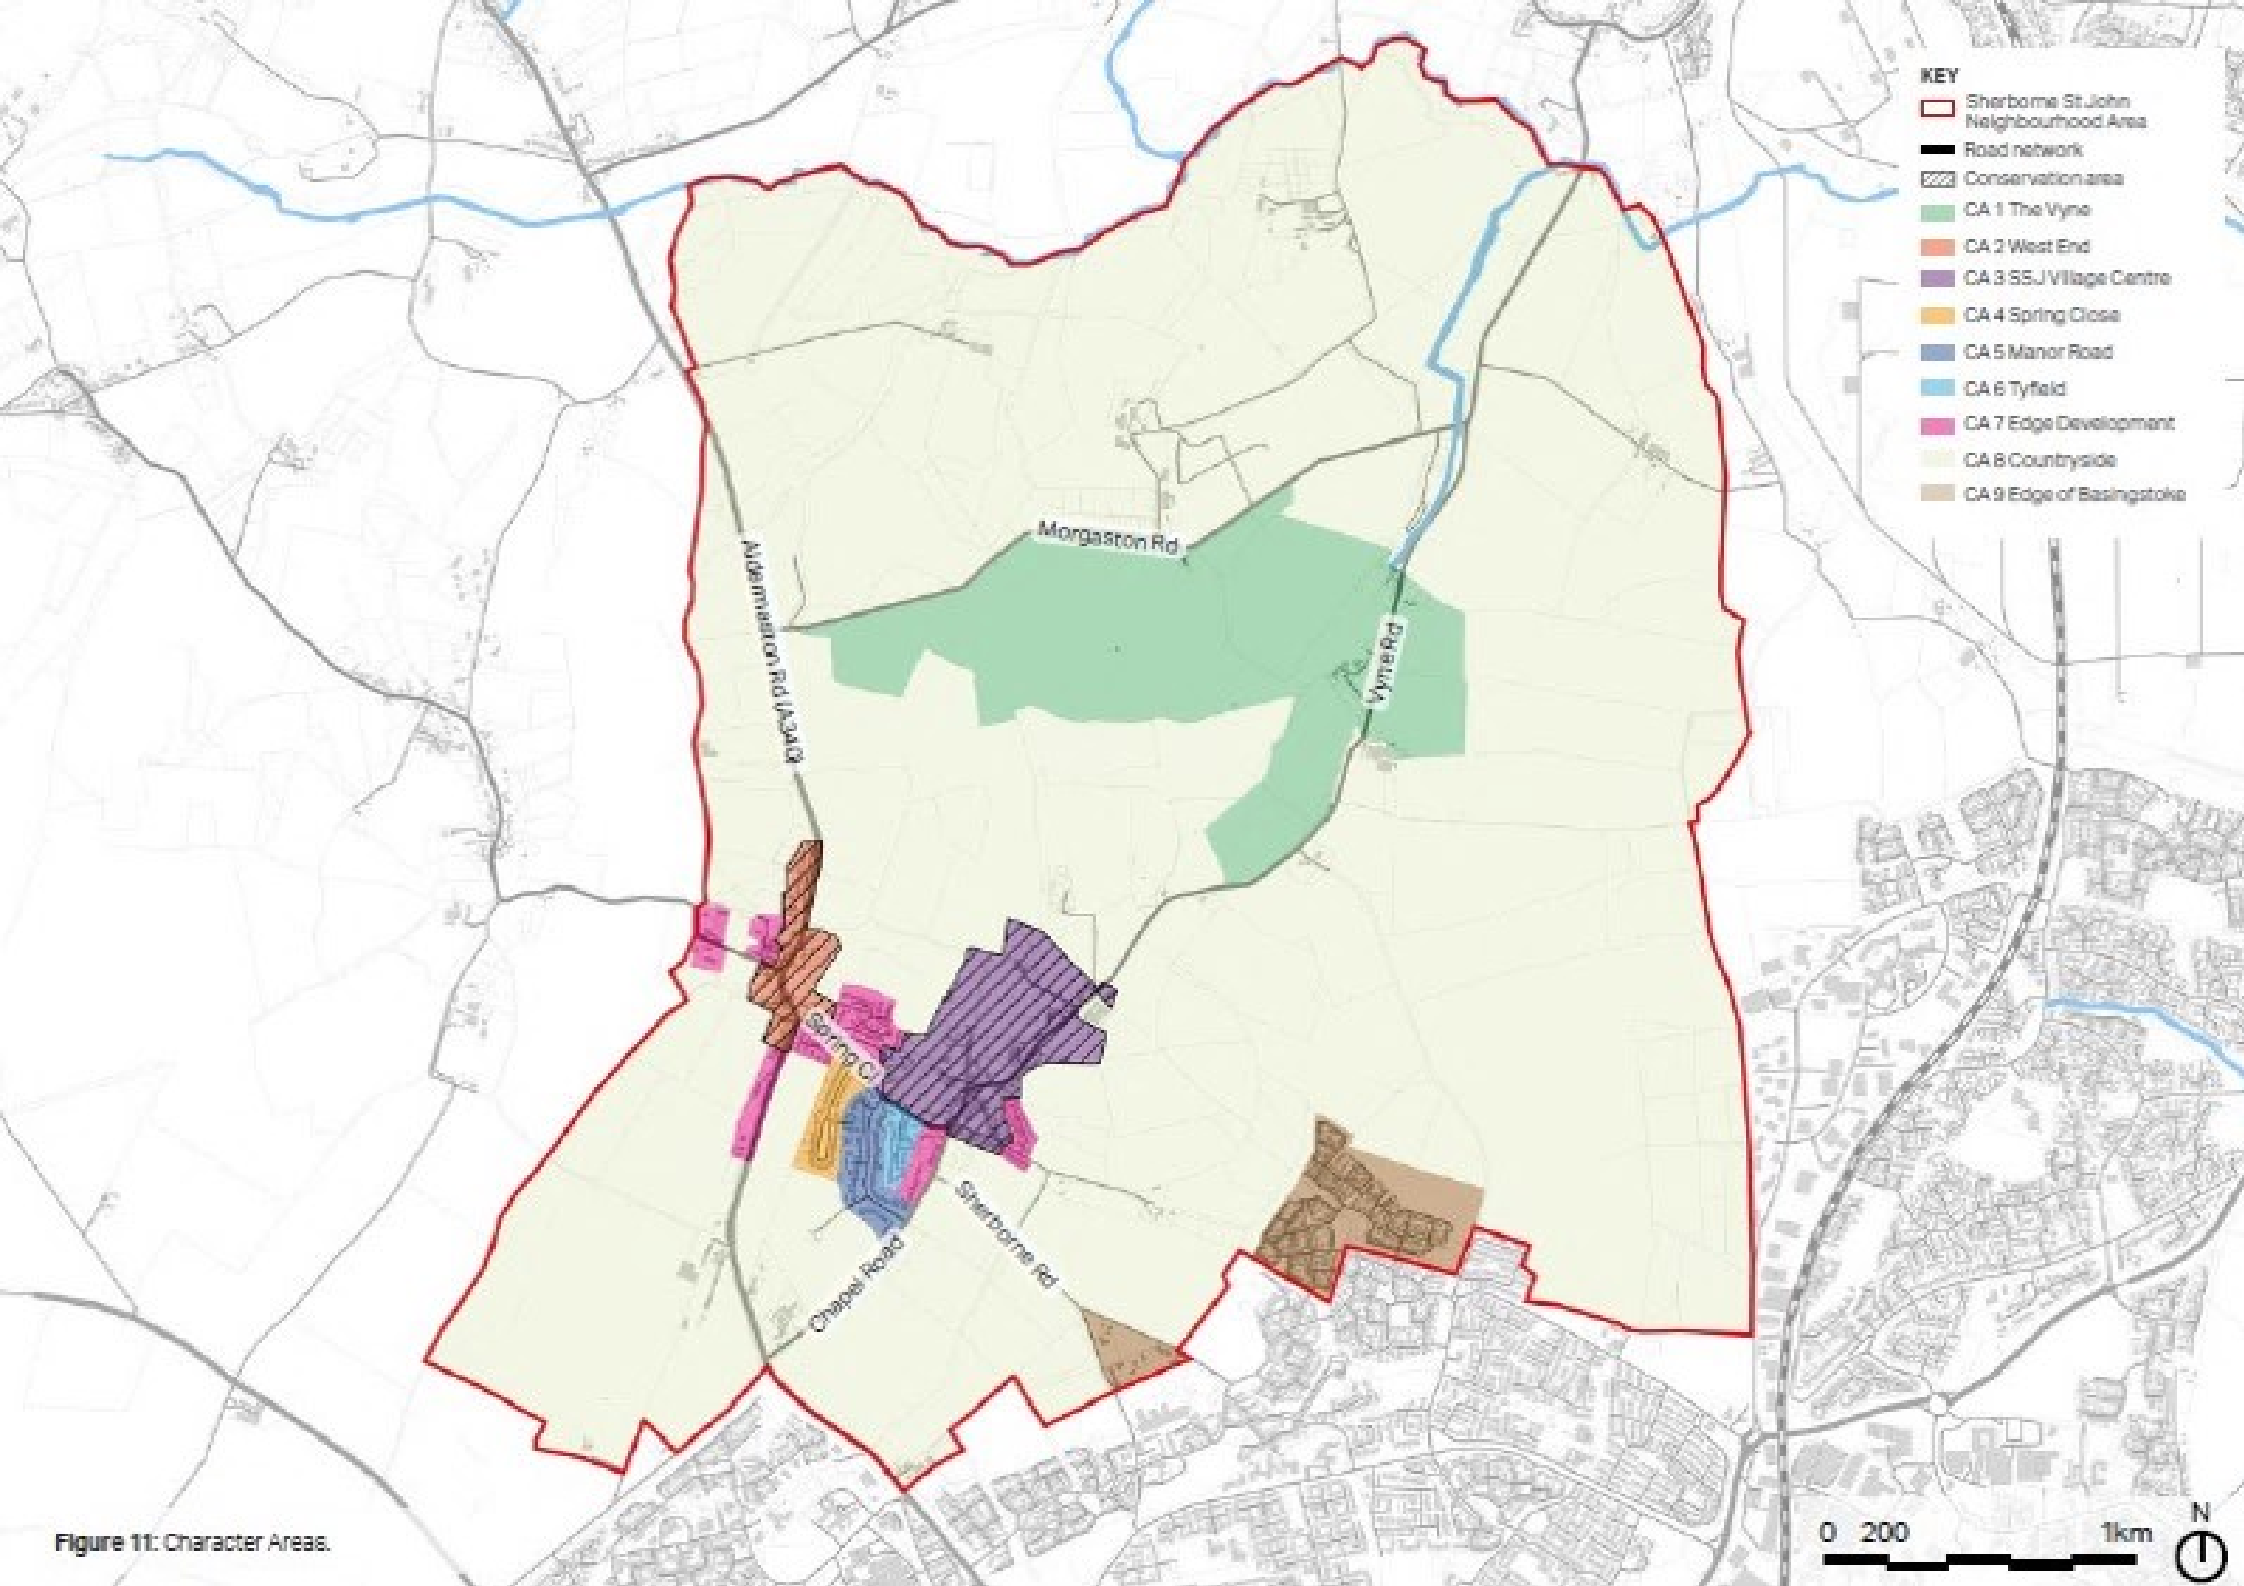 KEY
Sherborne St John
Neighbourhood Area
Road network
Conservation area
CA 1 The Vyne
CA 2 West End
CA 3 SSJ Village Centre
CA 4 Spring Close
CA 5 Manor Road
CA 6 Tyfield
CA 7 Edge Development
CA 8 Countryside
CA 9 Edge of Basingstoke
Morgaston Rd
Aldermaston Rd (A340)
Vyne Rd
Spring Cl
Sherborne Rd
Chapel Road
Figure 11: Character Areas.
0 200 1km
N